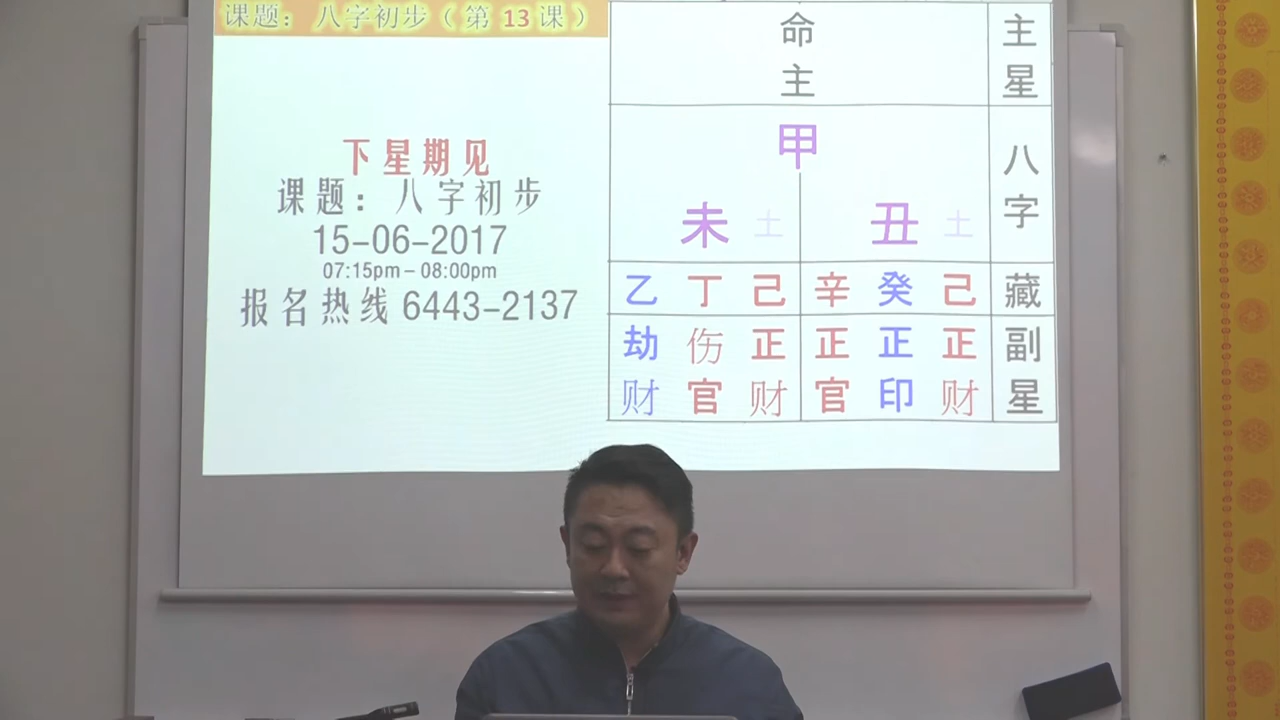 课题： 八字初步（第 13 课）
下星期见
课题：八字初步
15-06-2017
07:15pm – 08:00pm
报名热线 6443-2137
命主 主星
甲 八字
未 土 丑 土
乙 丁 己 辛 癸 己 藏
劫财 伤官 正财 正官 正印 正财 副星